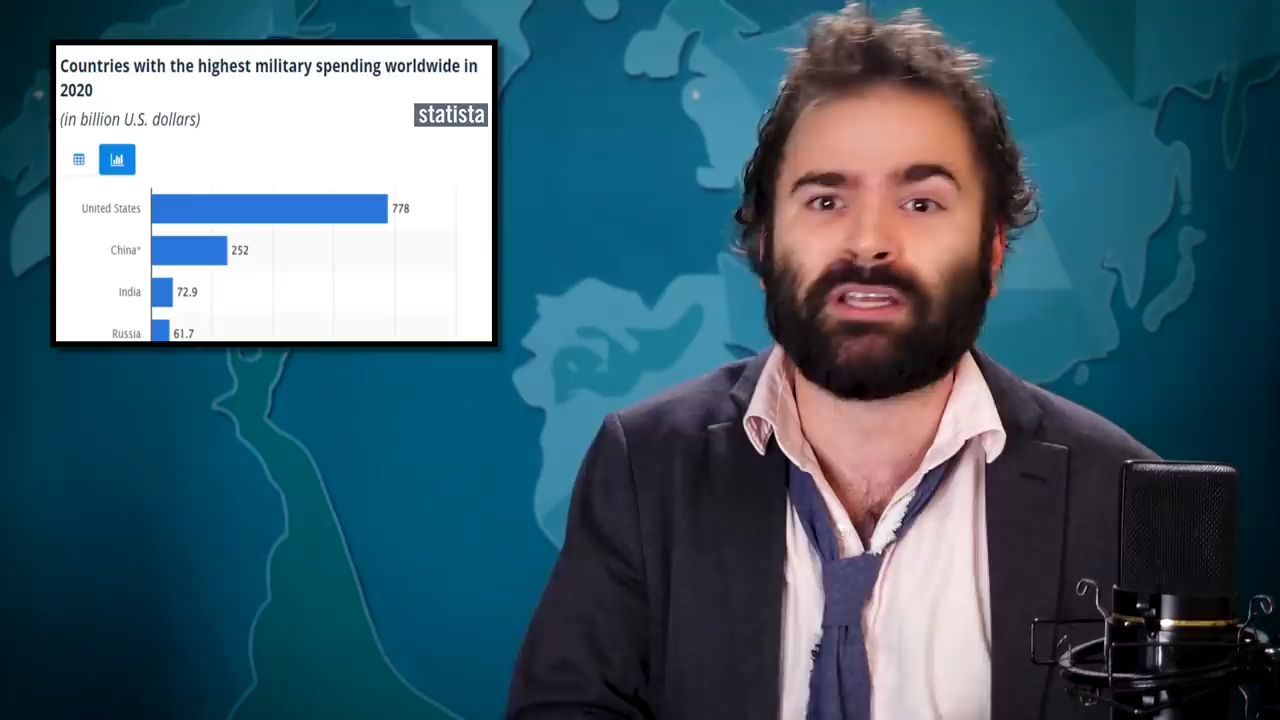 Countries with the highest military spending worldwide in
2020
(in billion U.S. dollars)
statista
United States 778
China* 252
India 72.9
Russia 61.7